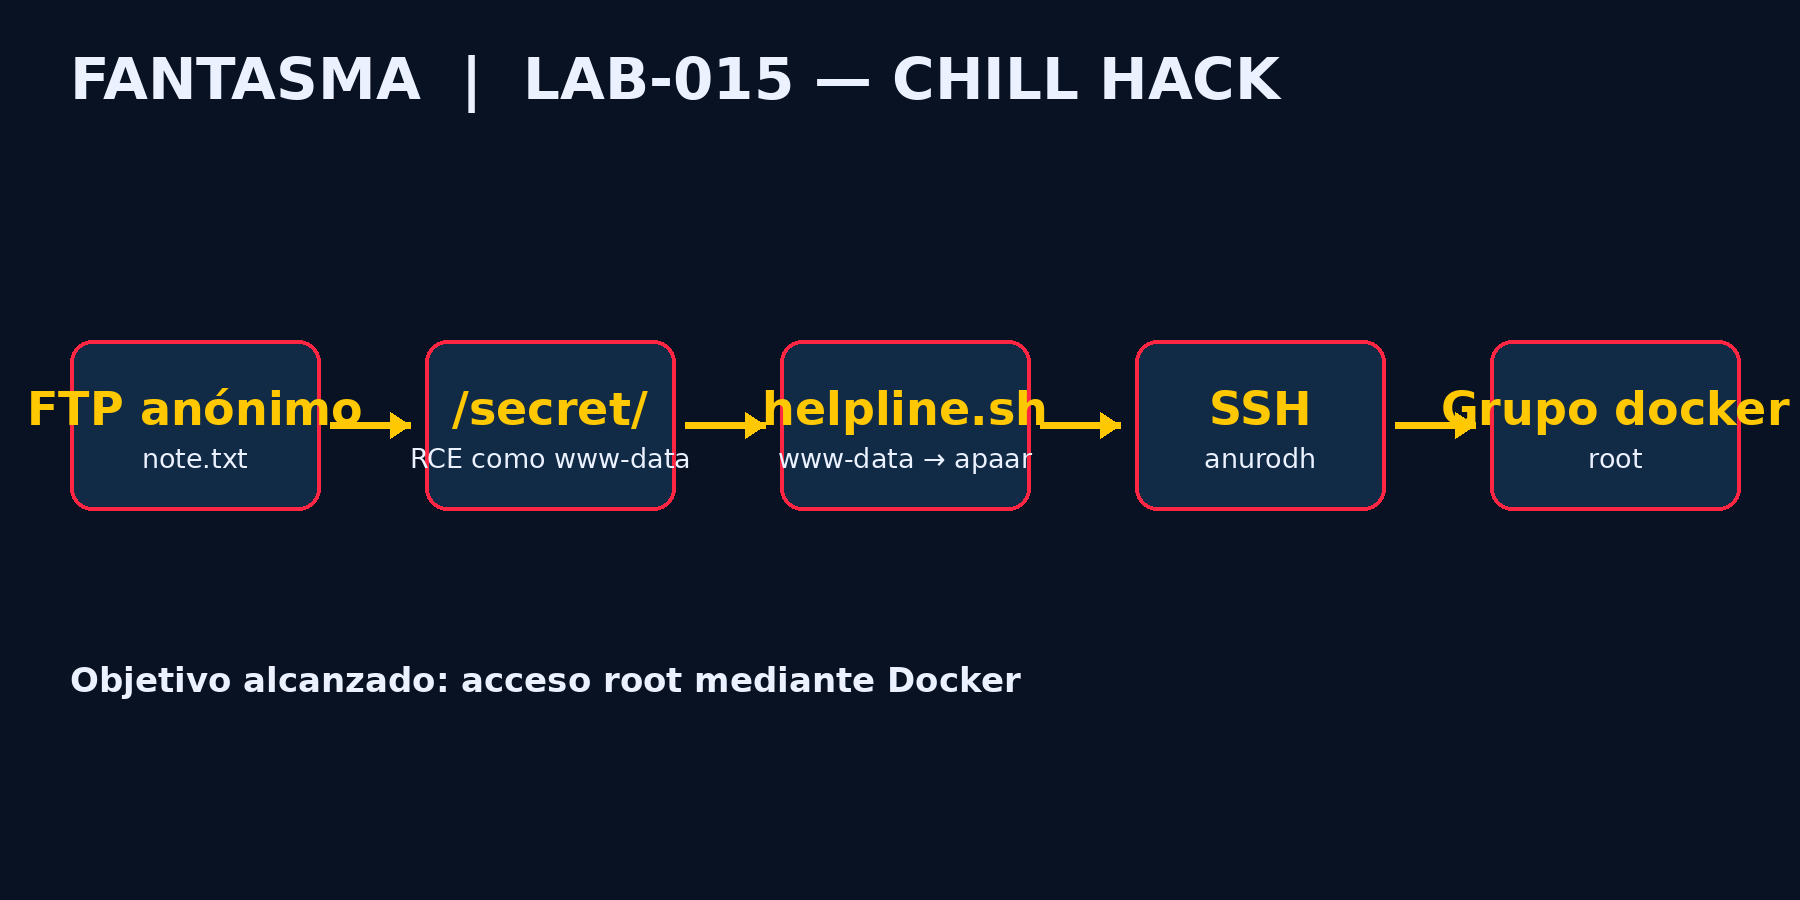 FANTASMA | LAB-015 — CHILL HACK
FTP anónimo
note.txt
/secret/
RCE como www-data
helpline.sh
www-data → apaar
SSH
anurodh
Grupo docker
root
Objetivo alcanzado: acceso root mediante Docker